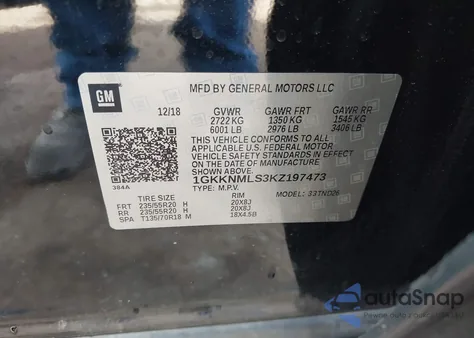 GM
MFD BY GENERAL MOTORS LLC
12/18 GVWR GAWR FRT GAWR RR
2722 KG 1350 KG 1545 KG
6001 LB 2976 LB 3406 LB
THIS VEHICLE CONFORMS TO ALL
APPLICABLE U.S. FEDERAL MOTOR
VEHICLE SAFETY STANDARDS IN
EFFECT ON THE DATE OF MANUFACTURE
SHOWN ABOVE.
1GKKNMLS3KZ197473
384A TYPE: M.P.V. MODEL:
TIRE SIZE RIM
FRT 235/55R20 H 20X8J
RR 235/55R20 H 20X8J
SPA T135/70R18 M 18X4.5B
autoSnap